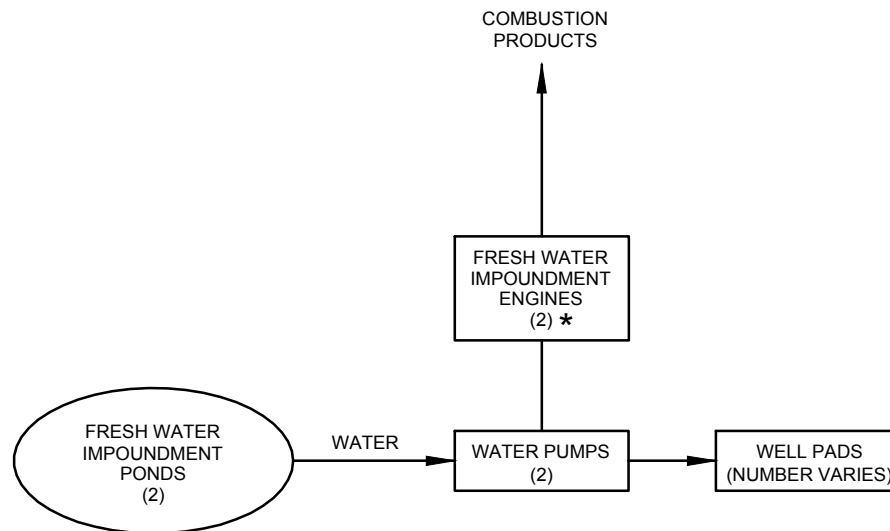 COMBUSTION
PRODUCTS
FRESH WATER
IMPOUNDMENT
ENGINES
(2) *
FRESH WATER
IMPOUNDMENT
PONDS
(2)
WATER
WATER PUMPS
(2)
WELL PADS
(NUMBER VARIES)